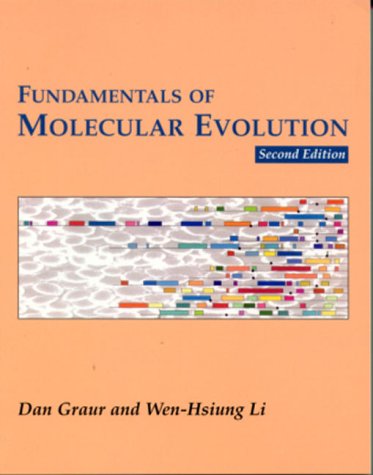 FUNDAMENTALS OF
MOLECULAR EVOLUTION
Second Edition
Dan Graur and Wen-Hsiung Li